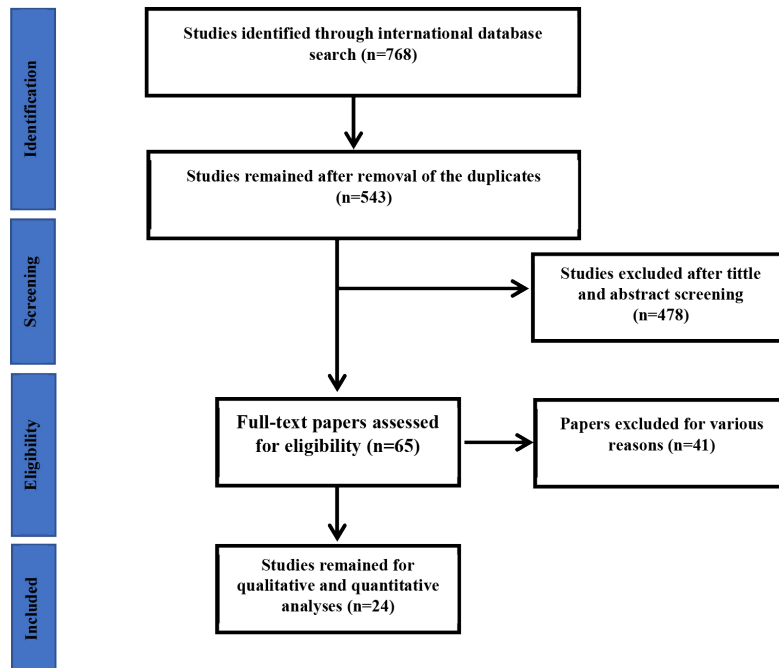 Identification
Studies identified through international database
search (n=768)
Studies remained after removal of the duplicates
(n=543)
Screening
Studies excluded after tittle
and abstract screening
(n=478)
Eligibility
Full-text papers assessed
for eligibility (n=65)
Papers excluded for various
reasons (n=41)
Included
Studies remained for
qualitative and quantitative
analyses (n=24)